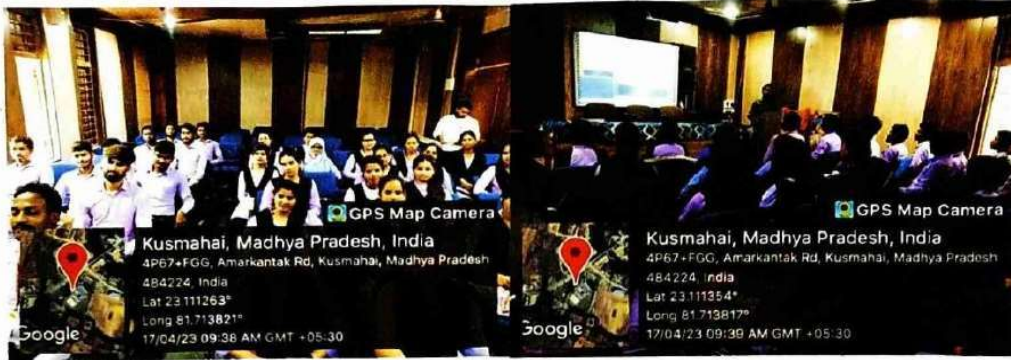 GPS Map Camera
Kusmahai, Madhya Pradesh, India
4P67+FGG, Amarkantak Rd, Kusmahai, Madhya Pradesh
484224, India
Lat 23.111263°
Long 81.713821°
17/04/23 09:38 AM GMT +05:30
Google
GPS Map Camera
Kusmahai, Madhya Pradesh, India
4P67+FGG, Amarkantak Rd, Kusmahai, Madhya Pradesh
484224, India
Lat 23.111354°
Long 81.713817°
17/04/23 09:39 AM GMT +05:30
Google